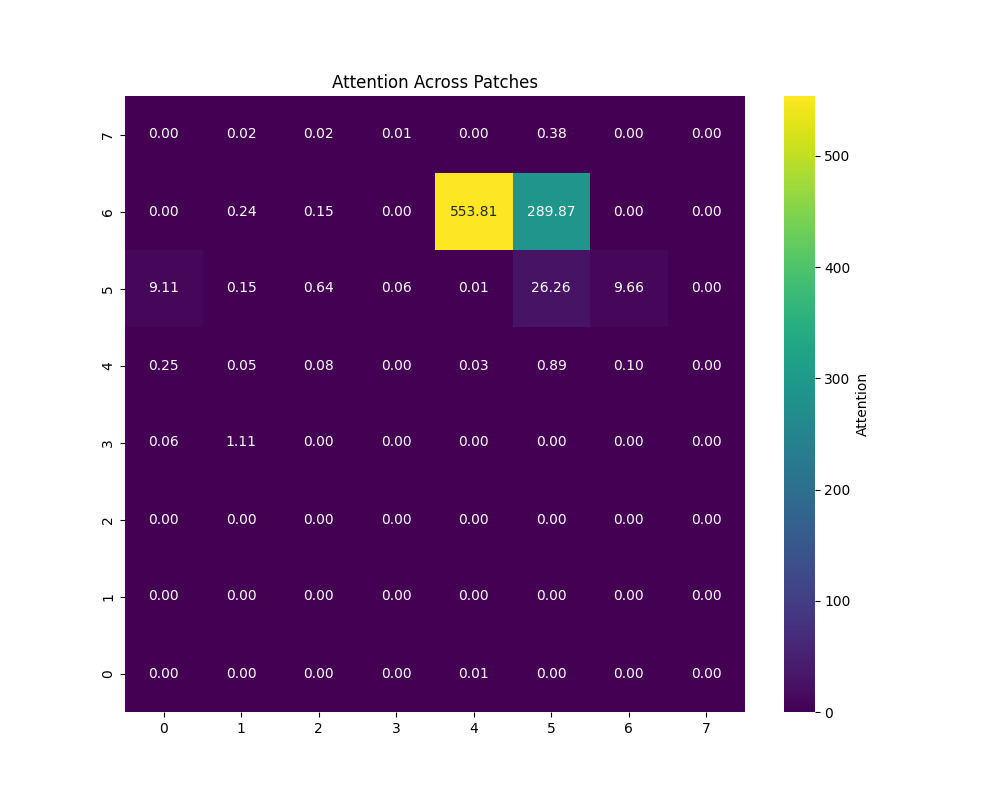 Attention Across Patches
7 0.00 0.02 0.02 0.01 0.00 0.38 0.00 0.00
6 0.00 0.24 0.15 0.00 553.81 289.87 0.00 0.00
5 9.11 0.15 0.64 0.06 0.01 26.26 9.66 0.00
4 0.25 0.05 0.08 0.00 0.03 0.89 0.10 0.00
3 0.06 1.11 0.00 0.00 0.00 0.00 0.00 0.00
2 0.00 0.00 0.00 0.00 0.00 0.00 0.00 0.00
1 0.00 0.00 0.00 0.00 0.00 0.00 0.00 0.00
0 0.00 0.00 0.00 0.00 0.01 0.00 0.00 0.00
0 1 2 3 4 5 6 7
500
400
300
200
100
0
Attention